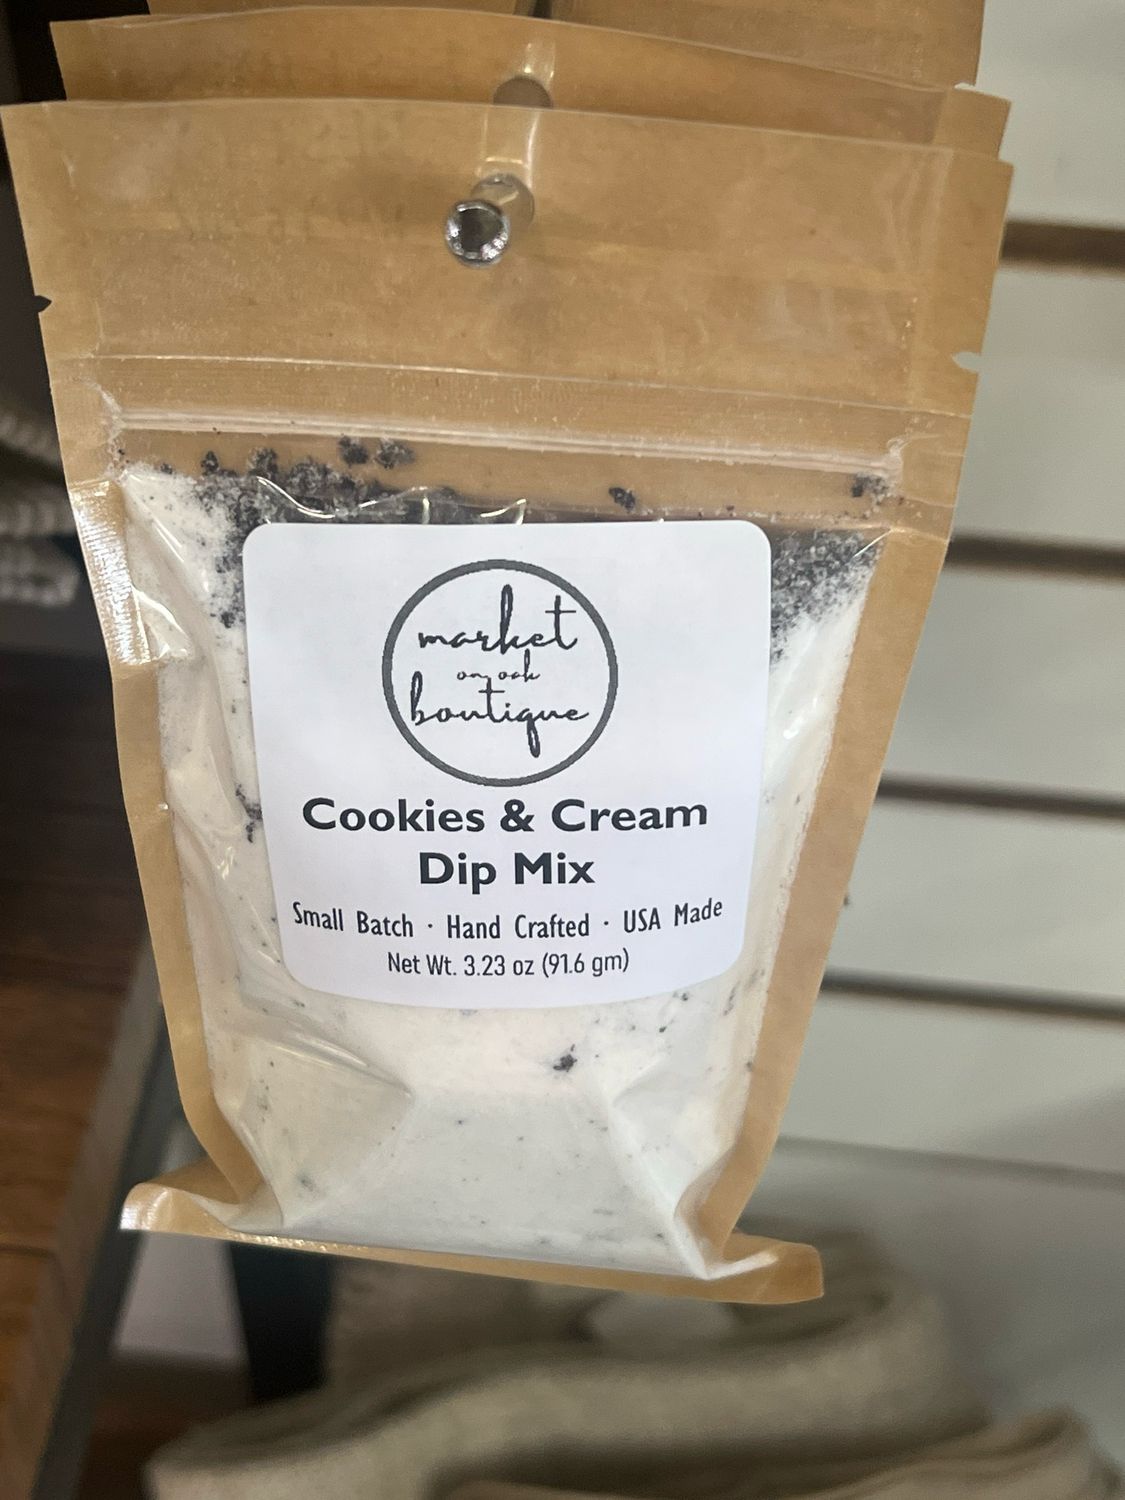 market
on oak
boutique
Cookies & Cream
Dip Mix
Small Batch · Hand Crafted · USA Made
Net Wt. 3.23 oz (91.6 gm)